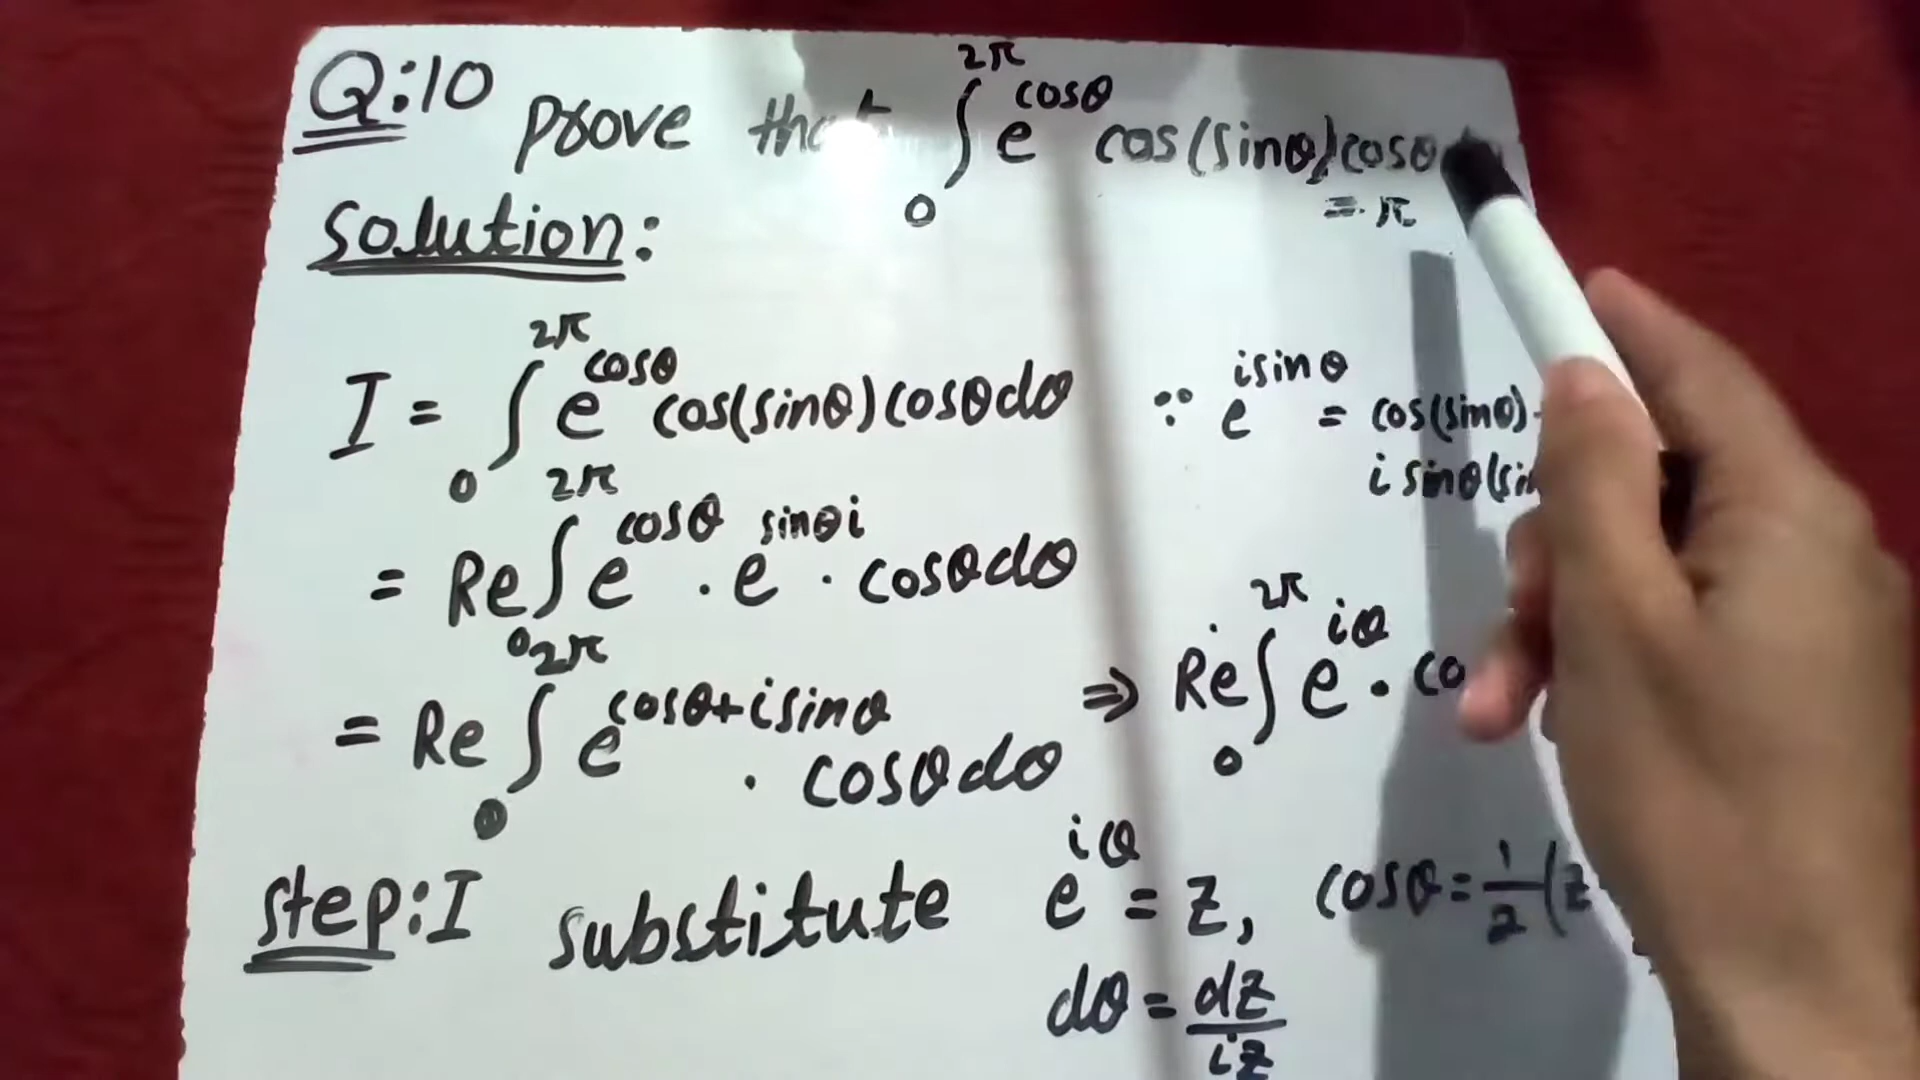 Q:10 prove that ∫₀^{2π} e^{cosθ} cos(sinθ)cosθ
= π
Solution:
I = ∫₀^{2π} e^{cosθ} cos(sinθ)cosθdθ ∵ e^{isinθ} = cos(sinθ)
i sinθ(sin
= Re∫₀^{2π} e^{cosθ} . e^{sinθi} . cosθdθ
= Re ∫₀^{2π} e^{cosθ+isinθ} . cosθdθ ⇒ Re∫₀^{2π} e^{iθ} . co
step:I substitute e^{iθ} = z, cosθ = 1/2 (z
dθ = dz/iz